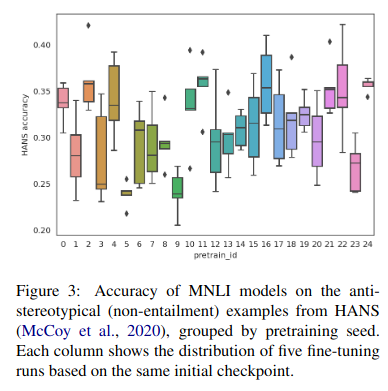 0.40
0.35
0.30
0.25
0.20
HANS accuracy
0 1 2 3 4 5 6 7 8 9 10 11 12 13 14 15 16 17 18 19 20 21 22 23 24
pretrain_id
Figure 3: Accuracy of MNLI models on the anti-
stereotypical (non-entailment) examples from HANS
(McCoy et al., 2020), grouped by pretraining seed.
Each column shows the distribution of five fine-tuning
runs based on the same initial checkpoint.